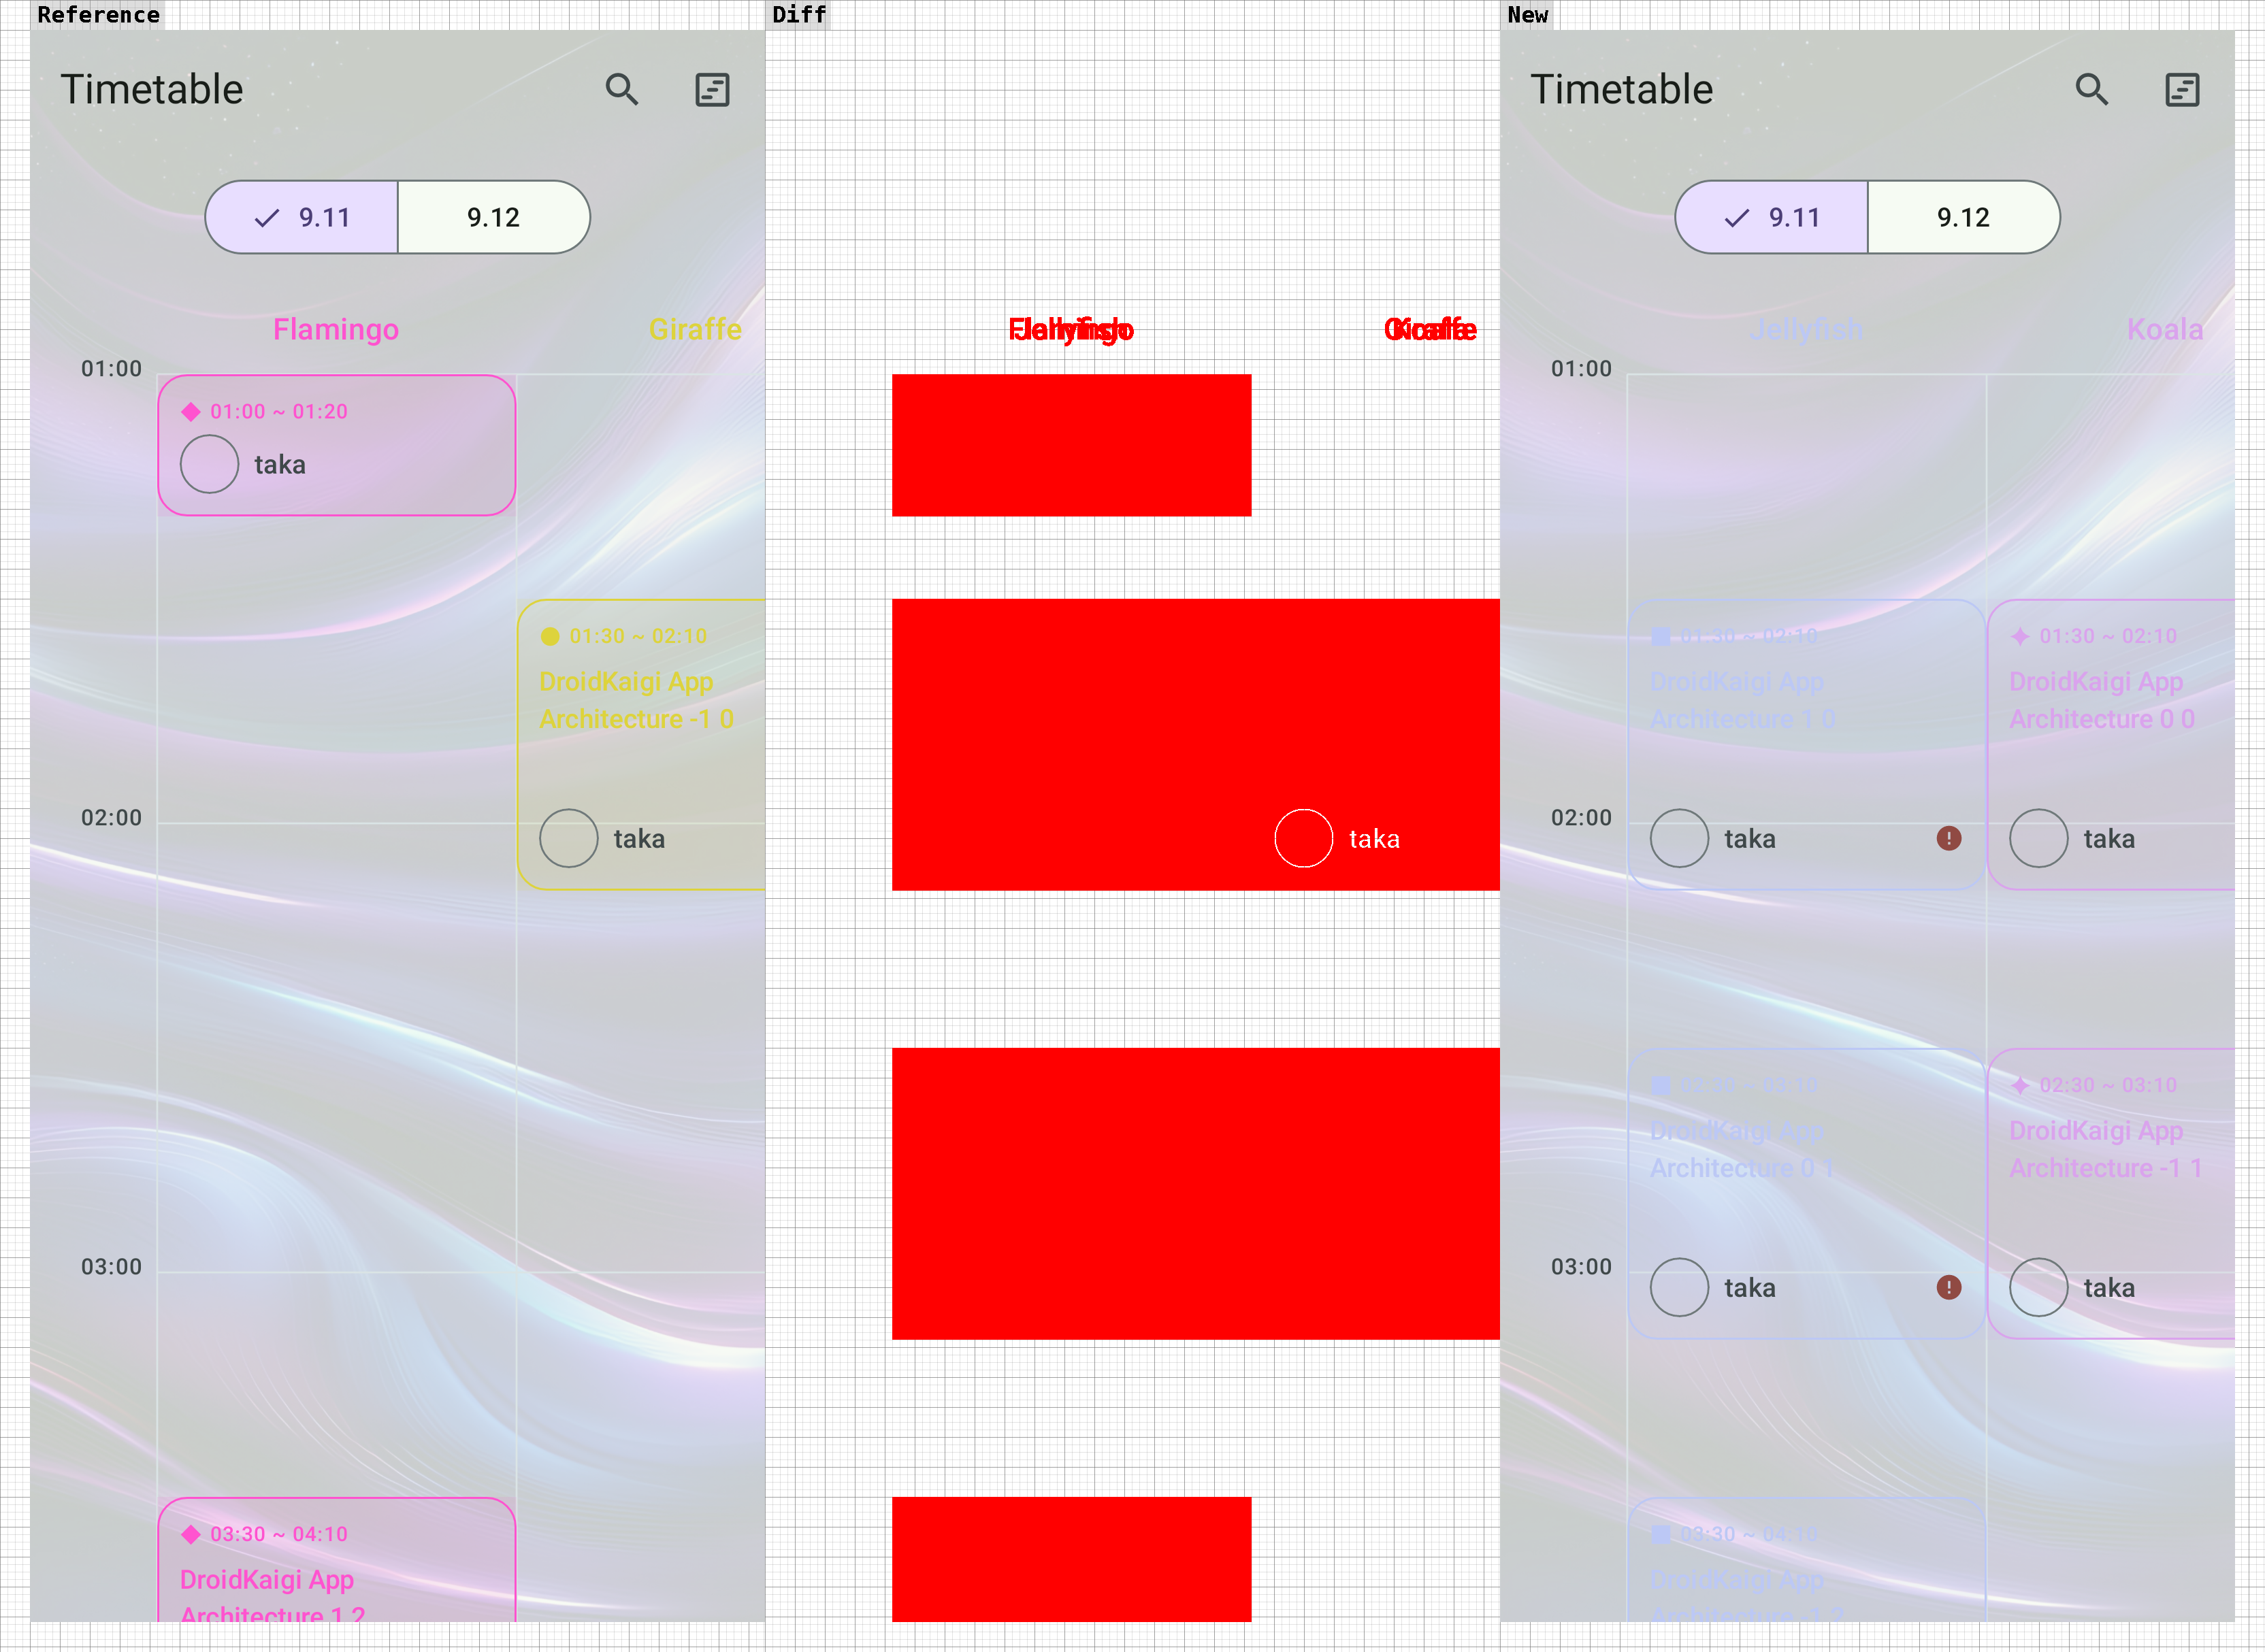 Reference
Timetable
9.11
9.12
Flamingo
Giraffe
01:00
01:00 ~ 01:20
taka
01:30 ~ 02:10
DroidKaigi App
Architecture -1 0
02:00
taka
03:00
03:30 ~ 04:10
DroidKaigi App
Architecture 1 2
Diff
taka
New
Timetable
9.11
9.12
Jellyfish
Koala
01:00
01:30 ~ 02:10
DroidKaigi App
Architecture 1 0
01:30 ~ 02:10
DroidKaigi App
Architecture 0 0
02:00
taka
taka
02:30 ~ 03:10
DroidKaigi App
Architecture 0 1
02:30 ~ 03:10
DroidKaigi App
Architecture -1 1
03:00
taka
taka
03:30 ~ 04:10
DroidKaigi App
Architecture -1 2